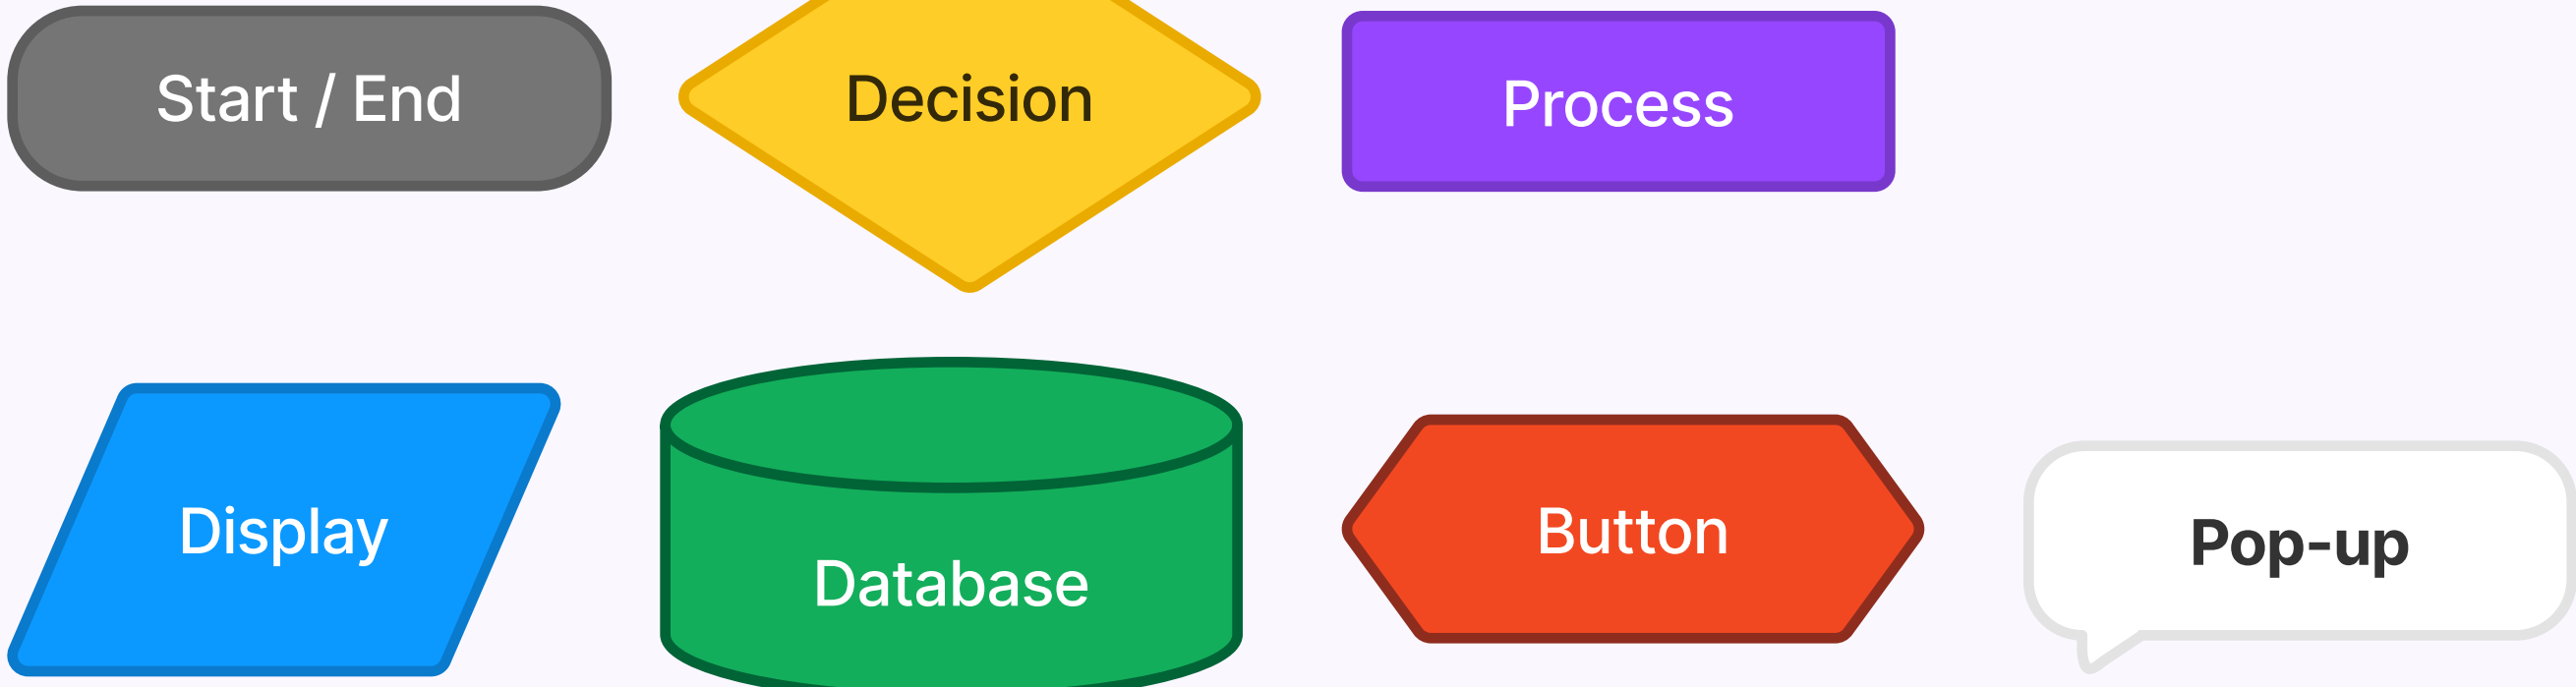 Start / End
Decision
Process
Display
Database
Button
Pop-up